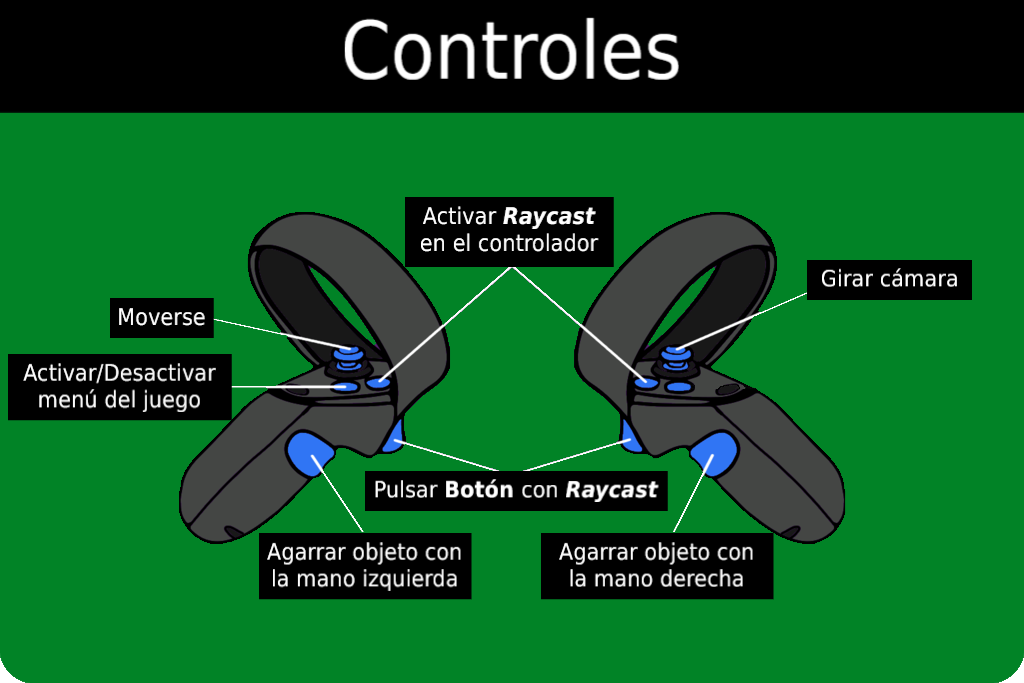 Controles
Activar Raycast
en el controlador
Girar cámara
Moverse
Activar/Desactivar
menú del juego
Pulsar Botón con Raycast
Agarrar objeto con
la mano izquierda
Agarrar objeto con
la mano derecha